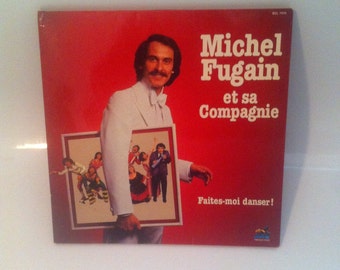 Michel
Fugain
et sa
Compagnie
Faites-moi danser!